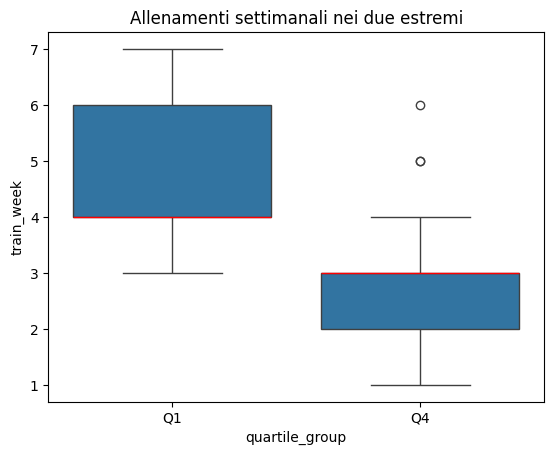 Allenamenti settimanali nei due estremi
train_week
7
6
5
4
3
2
1
Q1
Q4
quartile_group